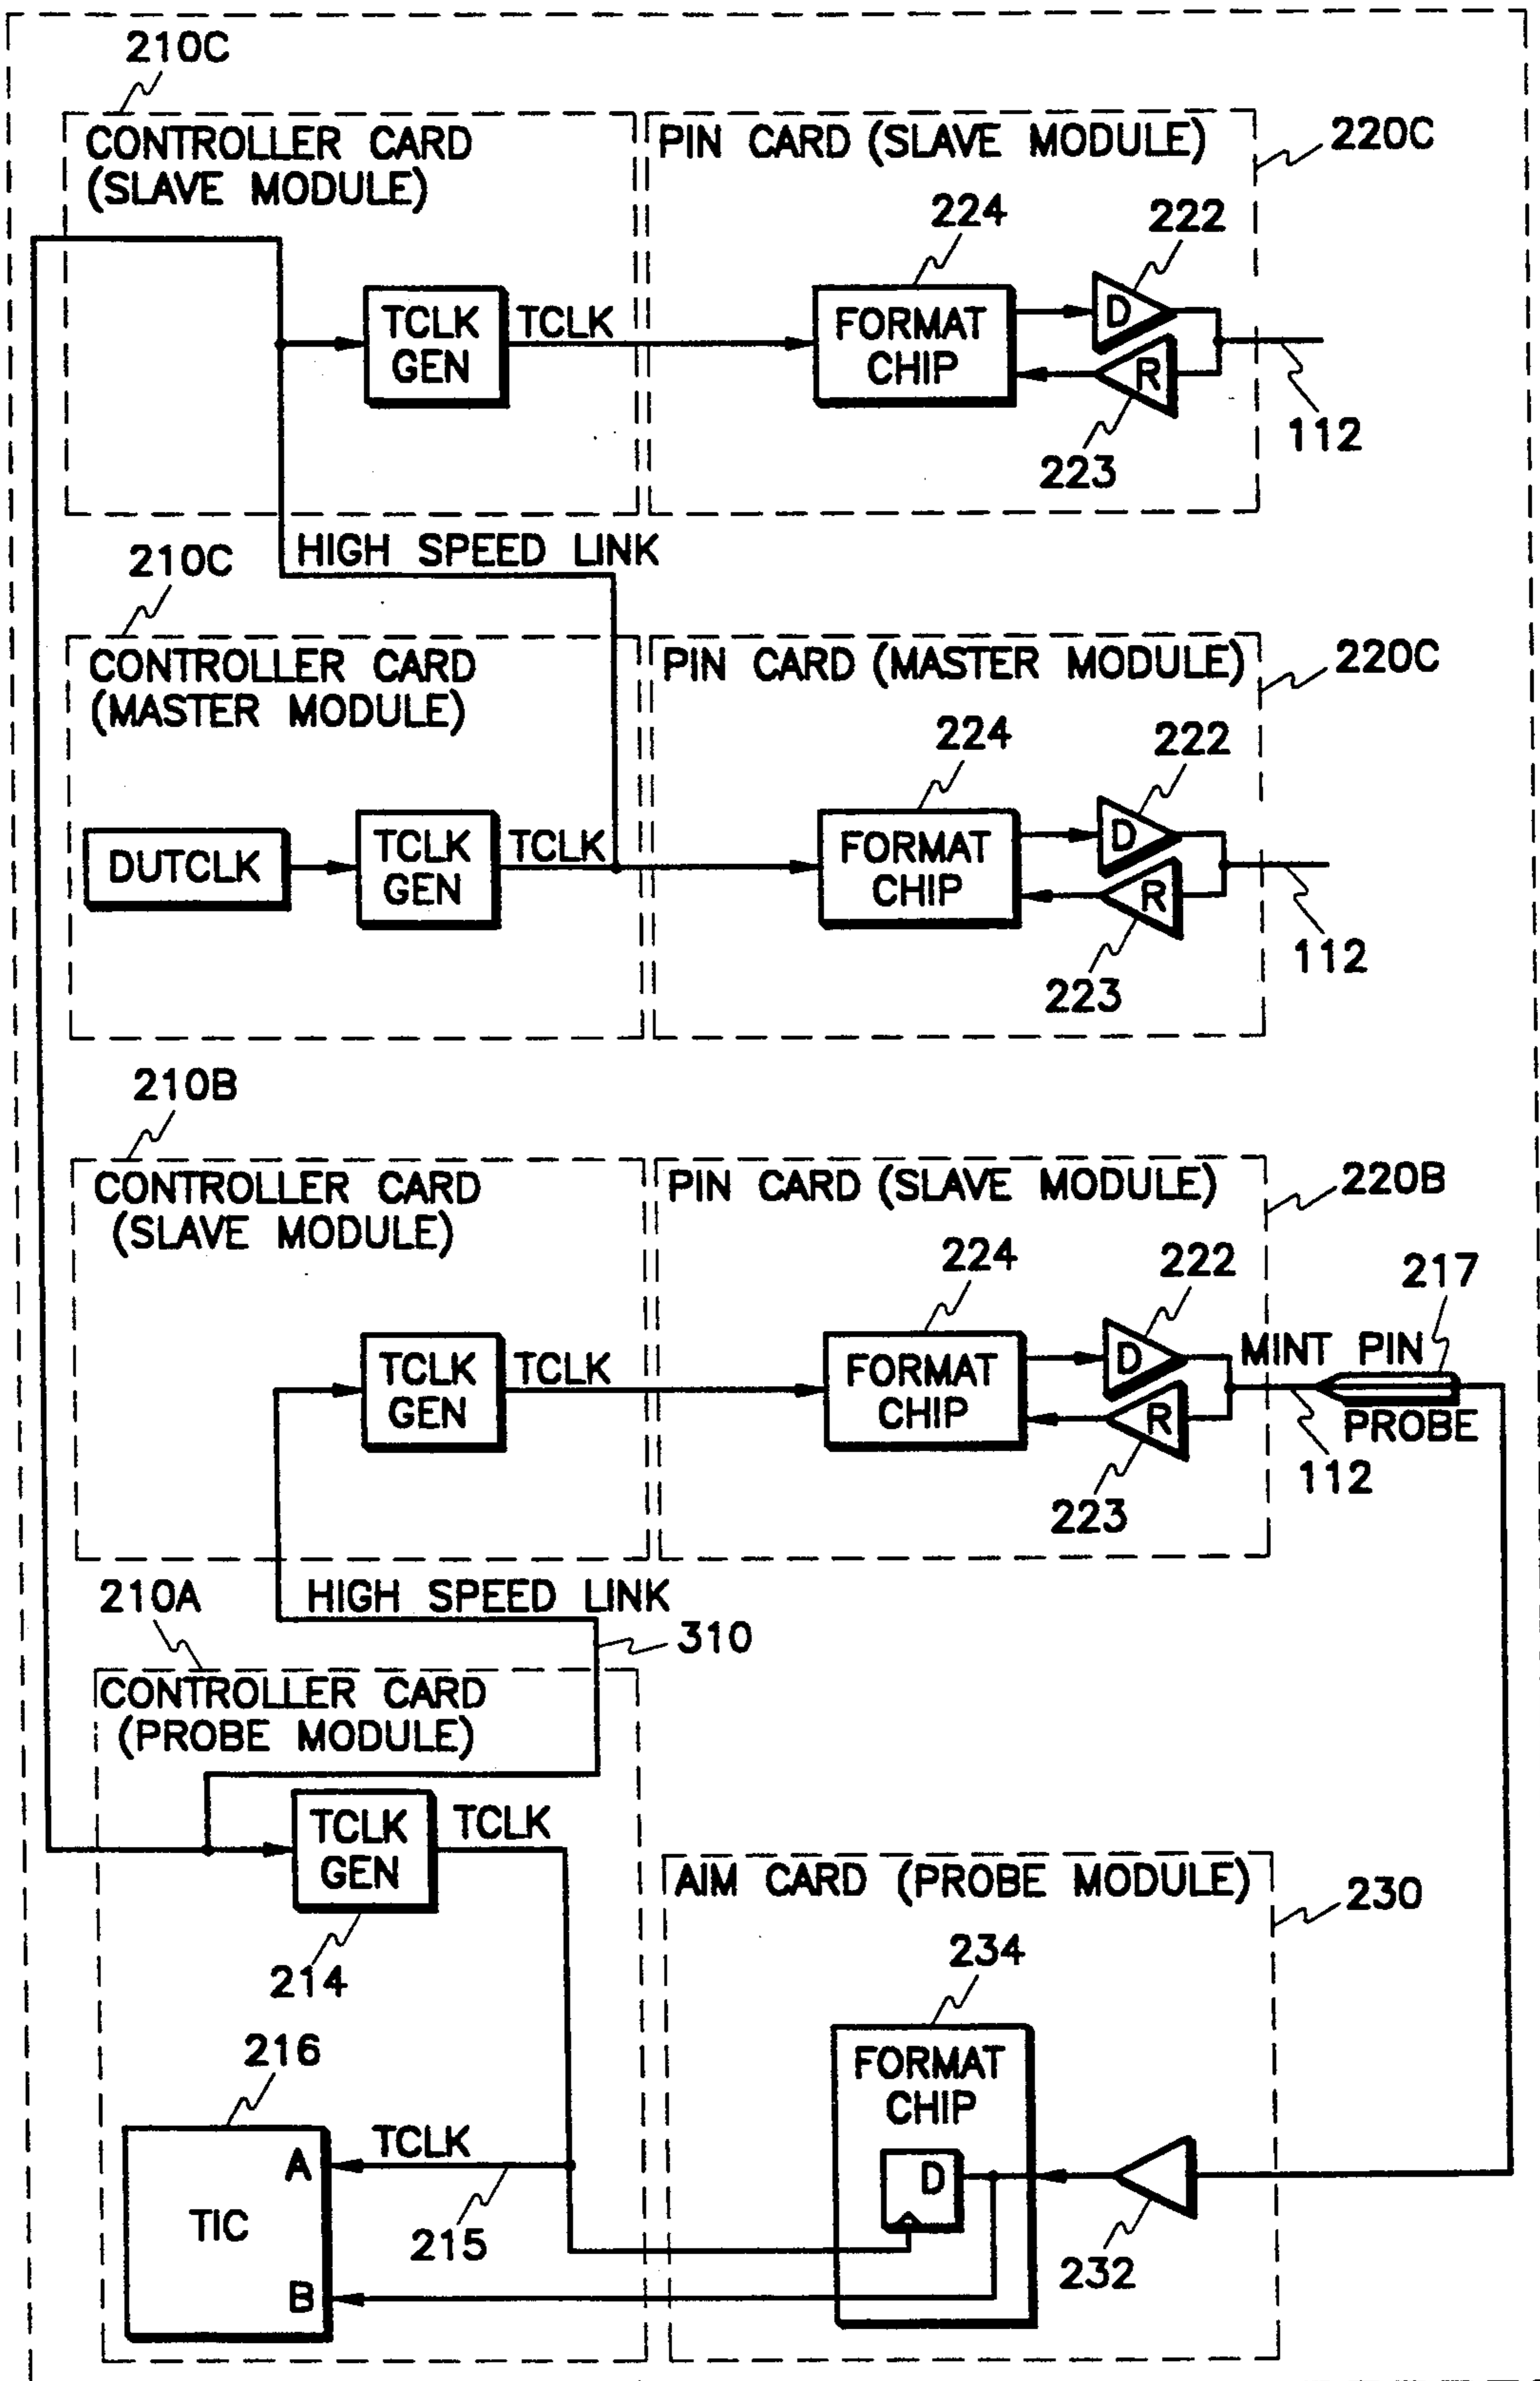 210C
CONTROLLER CARD
(SLAVE MODULE)
PIN CARD (SLAVE MODULE)
220C
224
222
TCLK
GEN
TCLK
FORMAT
CHIP
D
R
223
112
HIGH SPEED LINK
210C
CONTROLLER CARD
(MASTER MODULE)
PIN CARD (MASTER MODULE)
220C
224
222
DUTCLK
TCLK
GEN
TCLK
FORMAT
CHIP
D
R
223
112
210B
CONTROLLER CARD
(SLAVE MODULE)
PIN CARD (SLAVE MODULE)
220B
224
222
217
TCLK
GEN
TCLK
FORMAT
CHIP
D
R
MINT PIN
PROBE
223
112
HIGH SPEED LINK
210A
310
CONTROLLER CARD
(PROBE MODULE)
TCLK
GEN
TCLK
214
AIM CARD (PROBE MODULE)
230
234
216
FORMAT
CHIP
TCLK
A
D
TIC
215
232
B